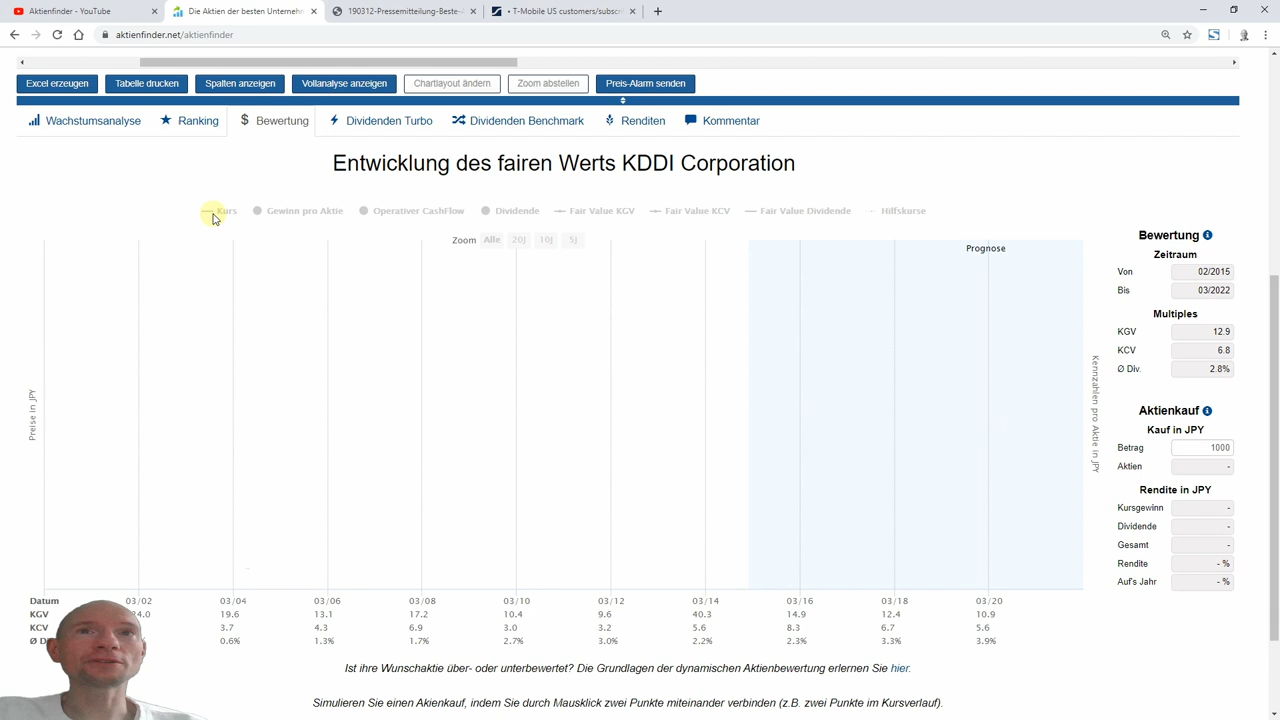 Aktienfinder - YouTube
Die Aktien der besten Unternehm
190312-Pressemitteilung-Beste-A
• T-Mobile US customers/subscri
aktienfinder.net/aktienfinder
Excel erzeugen
Tabelle drucken
Spalten anzeigen
Vollanalyse anzeigen
Chartlayout ändern
Zoom abstellen
Preis-Alarm senden
Wachstumsanalyse
Ranking
Bewertung
Dividenden Turbo
Dividenden Benchmark
Renditen
Kommentar
Entwicklung des fairen Werts KDDI Corporation
Kurs
Gewinn pro Aktie
Operativer CashFlow
Dividende
Fair Value KGV
Fair Value KCV
Fair Value Dividende
Hilfskurse
Zoom Alle 20J 10J 5J
Prognose
Preise in JPY
Kennzahlen pro Aktie in JPY
Datum 03/02 03/04 03/06 03/08 03/10 03/12 03/14 03/16 03/18 03/20
KGV 24.0 19.6 13.1 17.2 10.4 9.6 40.3 14.9 12.4 10.9
KCV 3.7 4.3 6.9 3.0 3.2 5.6 8.3 6.7 5.6
Ø D 0.6% 1.3% 1.7% 2.7% 3.0% 2.2% 2.3% 3.3% 3.9%
Bewertung
Zeitraum
Von 02/2015
Bis 03/2022
Multiples
KGV 12.9
KCV 6.8
Ø Div. 2.8%
Aktienkauf
Kauf in JPY
Betrag 1000
Aktien -
Rendite in JPY
Kursgewinn -
Dividende -
Gesamt -
Rendite - %
Auf's Jahr - %
Ist ihre Wunschaktie über- oder unterbewertet? Die Grundlagen der dynamischen Aktienbewertung erlernen Sie hier.
Simulieren Sie einen Akienkauf, indem Sie durch Mausklick zwei Punkte miteinander verbinden (z.B. zwei Punkte im Kursverlauf).